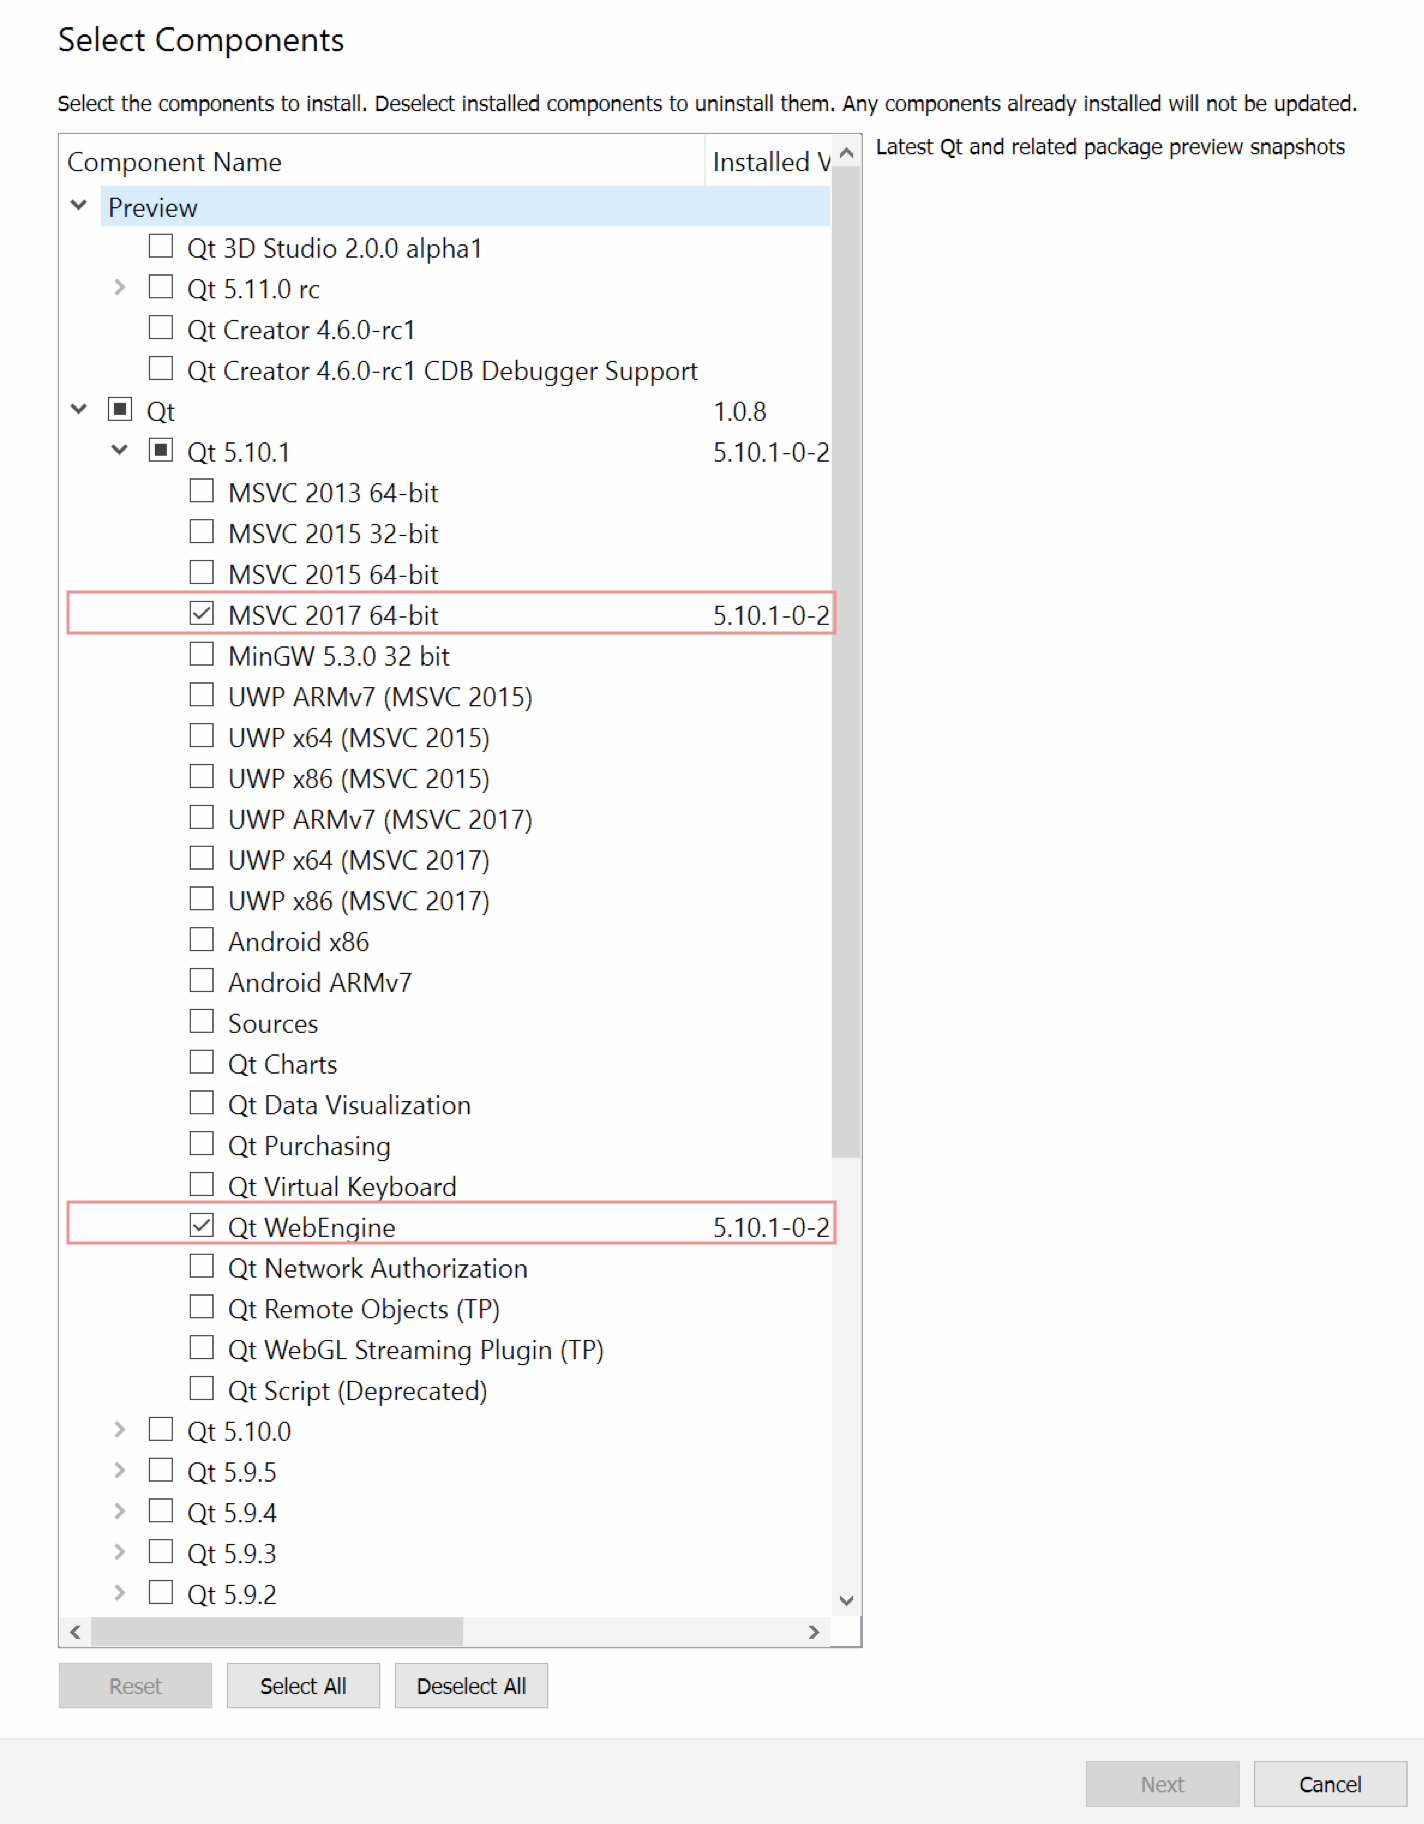 Select Components
Select the components to install. Deselect installed components to uninstall them. Any components already installed will not be updated.
Component Name Installed V
Latest Qt and related package preview snapshots
Preview
Qt 3D Studio 2.0.0 alpha1
Qt 5.11.0 rc
Qt Creator 4.6.0-rc1
Qt Creator 4.6.0-rc1 CDB Debugger Support
Qt 1.0.8
Qt 5.10.1 5.10.1-0-2
MSVC 2013 64-bit
MSVC 2015 32-bit
MSVC 2015 64-bit
MSVC 2017 64-bit 5.10.1-0-2
MinGW 5.3.0 32 bit
UWP ARMv7 (MSVC 2015)
UWP x64 (MSVC 2015)
UWP x86 (MSVC 2015)
UWP ARMv7 (MSVC 2017)
UWP x64 (MSVC 2017)
UWP x86 (MSVC 2017)
Android x86
Android ARMv7
Sources
Qt Charts
Qt Data Visualization
Qt Purchasing
Qt Virtual Keyboard
Qt WebEngine 5.10.1-0-2
Qt Network Authorization
Qt Remote Objects (TP)
Qt WebGL Streaming Plugin (TP)
Qt Script (Deprecated)
Qt 5.10.0
Qt 5.9.5
Qt 5.9.4
Qt 5.9.3
Qt 5.9.2
Reset Select All Deselect All
Next Cancel